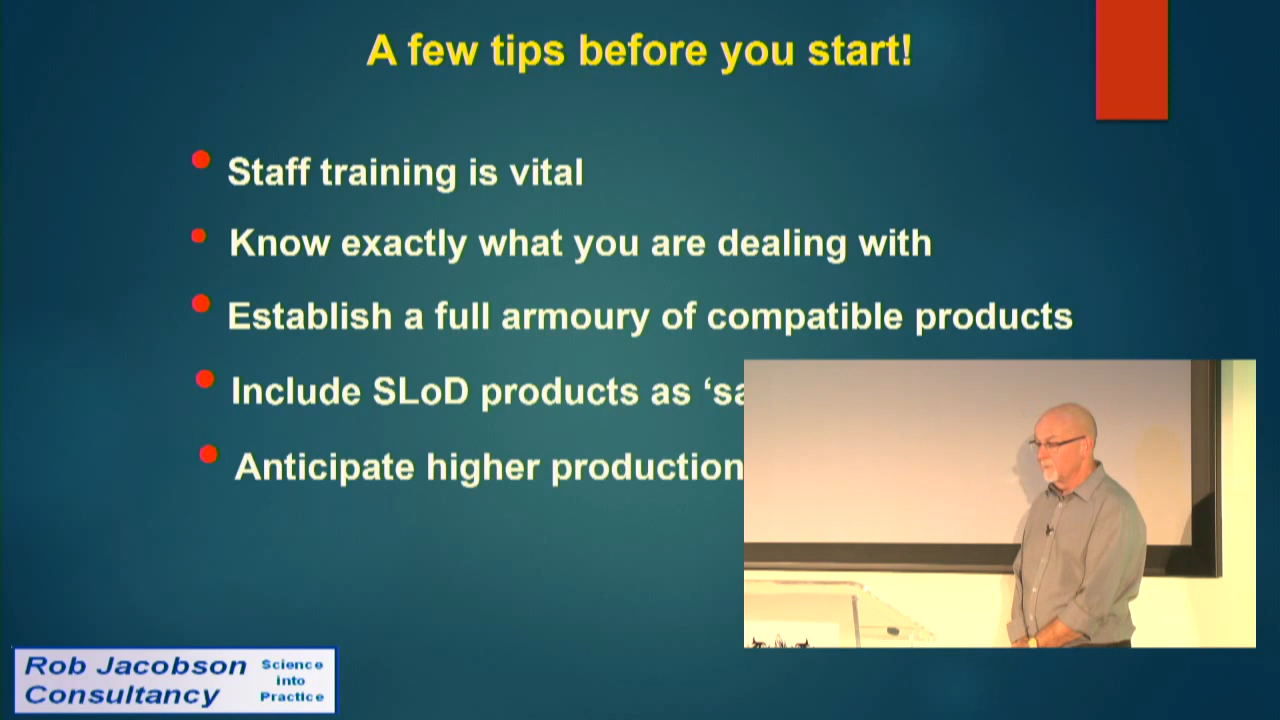 A few tips before you start!
Staff training is vital
Know exactly what you are dealing with
Establish a full armoury of compatible products
Include SLoD products as ‘sa
Anticipate higher production
Rob Jacobson Consultancy
Science into Practice